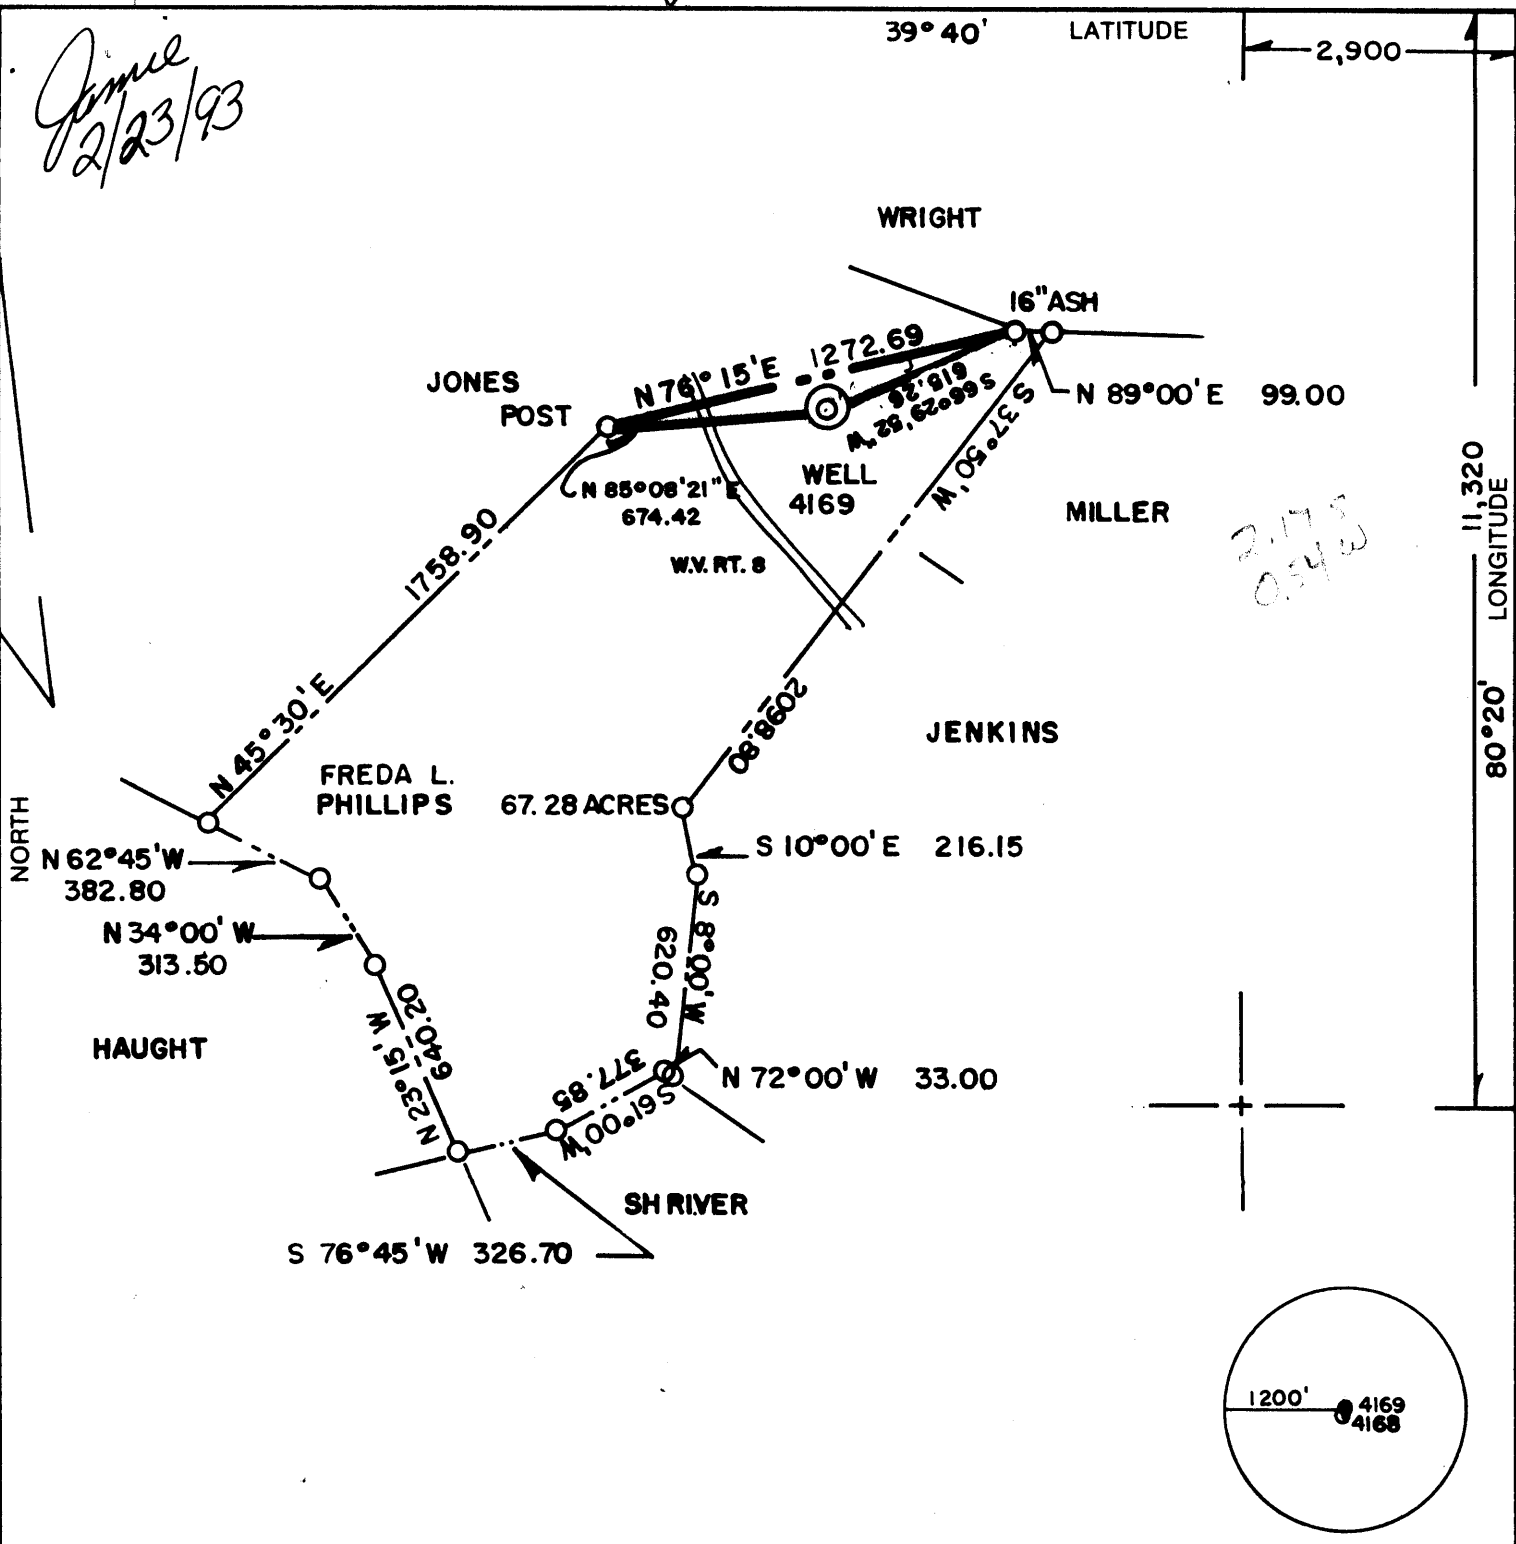 39°40' LATITUDE
2,900
Jamie
2/23/93
WRIGHT
16" ASH
1272.69
N 76° 15' E
JONES
POST
N 89°00' E 99.00
S 66°29'52" W
618.26
S 37°50' W
WELL
4169
N 85°08'21" E
674.42
W.V. RT. 8
MILLER
2.17 S
0.54 W
11,320
LONGITUDE
80°20'
1758.90
N 45°30' E
2098.80
JENKINS
FREDA L.
PHILLIPS 67.28 ACRES
NORTH
N 62°45' W
382.80
S 10°00' E 216.15
N 34°00' W
313.50
S 8°00' W
620.40
HAUGHT
N 23°15' W
640.20
377.85
S 61°00' W
N 72°00' W 33.00
SHRIVER
S 76°45' W 326.70
1200'
4169
4168